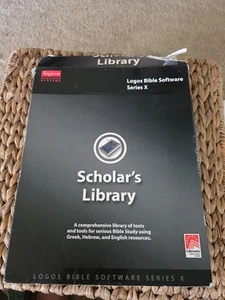 Library
Logos Bible Software
Series X
Scholar's
Library
A comprehensive library of texts
and tools for serious Bible Study using
Greek, Hebrew, and English resources.
LOGOS BIBLE SOFTWARE SERIES X